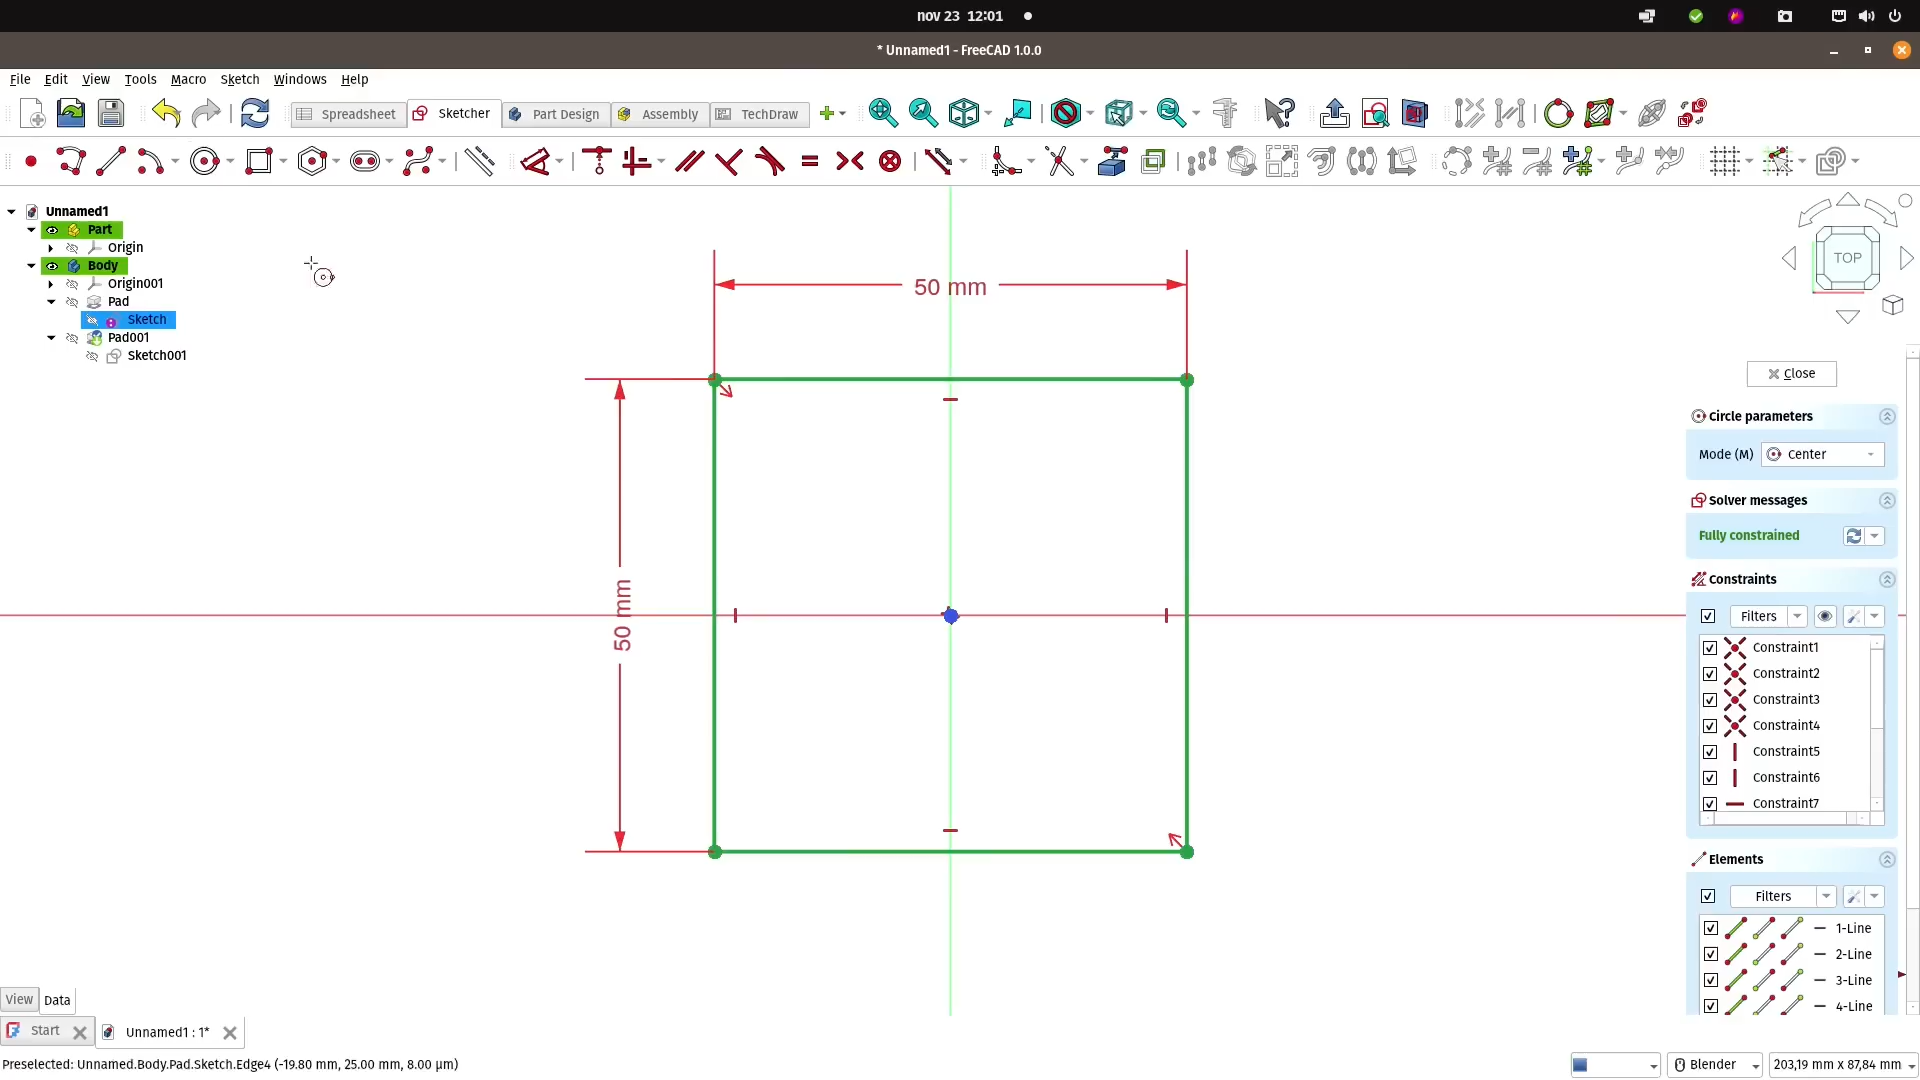 nov 23 12:01
* Unnamed1 - FreeCAD 1.0.0
File Edit View Tools Macro Sketch Windows Help
Spreadsheet Sketcher Part Design Assembly TechDraw
Unnamed1
Part
Origin
Body
Origin001
Pad
Sketch
Pad001
Sketch001
50 mm
50 mm
TOP
Close
Circle parameters
Mode (M) Center
Solver messages
Fully constrained
Constraints
Filters
Constraint1
Constraint2
Constraint3
Constraint4
Constraint5
Constraint6
Constraint7
Elements
Filters
1-Line
2-Line
3-Line
4-Line
View Data
Start Unnamed1 : 1*
Preselected: Unnamed.Body.Pad.Sketch.Edge4 (-19.80 mm, 25.00 mm, 8.00 μm)
Blender 203,19 mm x 87,84 mm